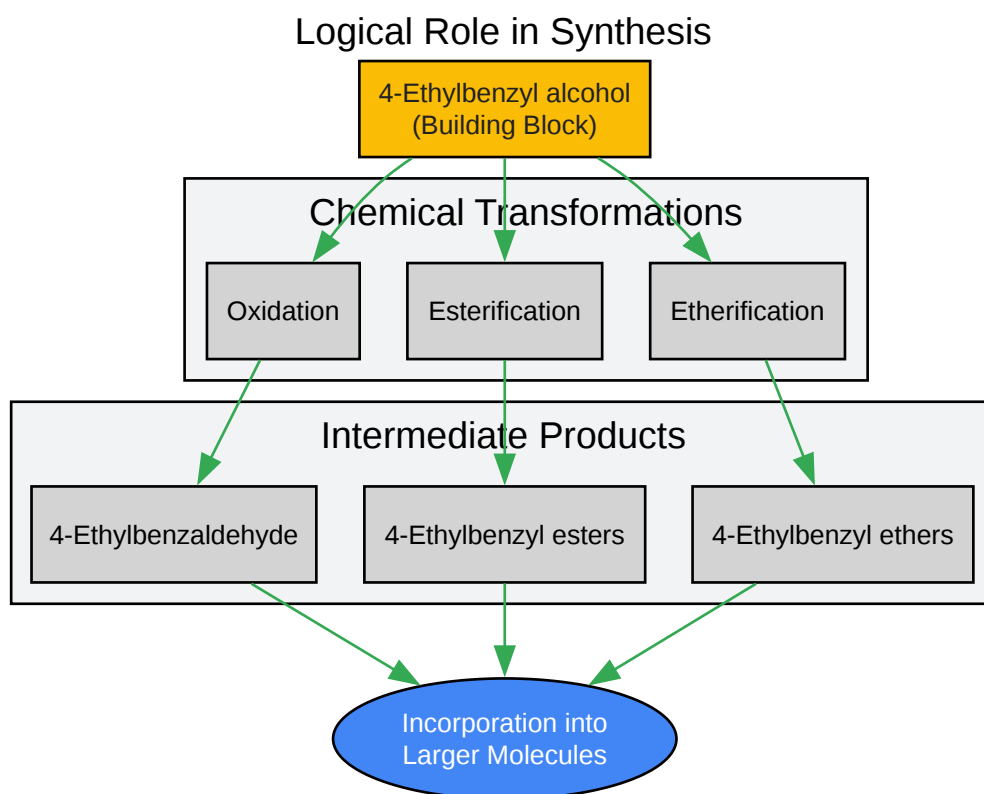 Logical Role in Synthesis
4-Ethylbenzyl alcohol
(Building Block)
Chemical Transformations
Oxidation
Esterification
Etherification
Intermediate Products
4-Ethylbenzaldehyde
4-Ethylbenzyl esters
4-Ethylbenzyl ethers
Incorporation into
Larger Molecules